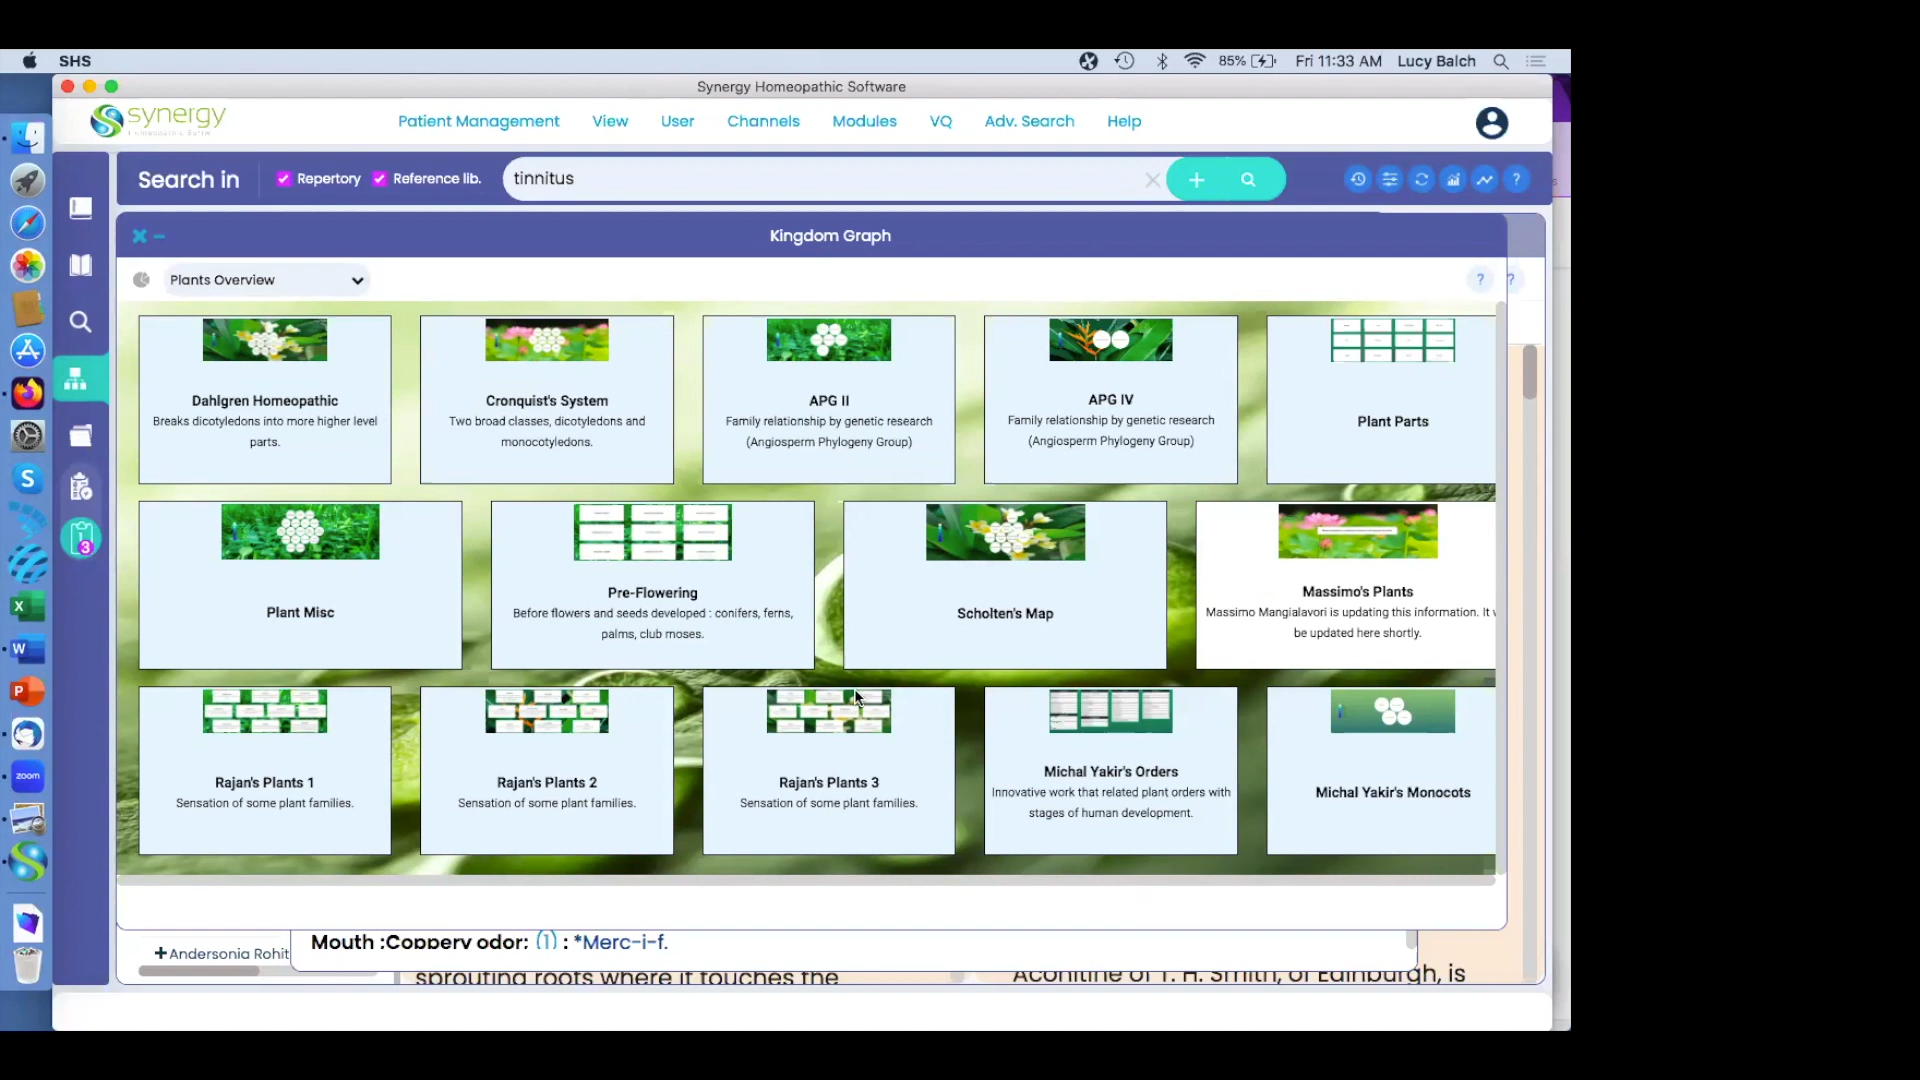 SHS
85%
Fri 11:33 AM
Lucy Balch
Synergy Homeopathic Software
synergy
Patient Management
View
User
Channels
Modules
VQ
Adv. Search
Help
Search in
Repertory
Reference lib.
tinnitus
Kingdom Graph
Plants Overview
?
?
?
Dahlgren Homeopathic
Breaks dicotyledons into more higher level
parts.
Cronquist's System
Two broad classes, dicotyledons and
monocotyledons.
APG II
Family relationship by genetic research
(Angiosperm Phylogeny Group)
APG IV
Family relationship by genetic research
(Angiosperm Phylogeny Group)
Plant Parts
Plant Misc
Pre-Flowering
Before flowers and seeds developed : conifers, ferns,
palms, club moses.
Scholten's Map
Massimo's Plants
Massimo Mangialavori is updating this information. It
be updated here shortly.
Rajan's Plants 1
Sensation of some plant families.
Rajan's Plants 2
Sensation of some plant families.
Rajan's Plants 3
Sensation of some plant families.
Michal Yakir's Orders
Innovative work that related plant orders with
stages of human development.
Michal Yakir's Monocots
3
zoom
Andersonia Rohit
Mouth :Coppery odor: (1) : *Merc-i-f.
sprouting roots where it touches the
Aconitine of T. H. Smith, of Edinburgh, is